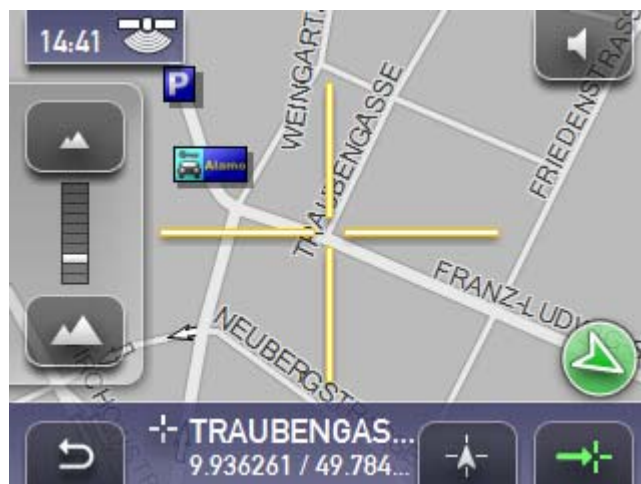 14:41
P
Alamo
WEINGART
TRAUBENGASSE
FRIEDENSTRASS
FRANZ-LUDW
NEUBERGSTR
TRAUBENGAS...
9.936261 / 49.784...